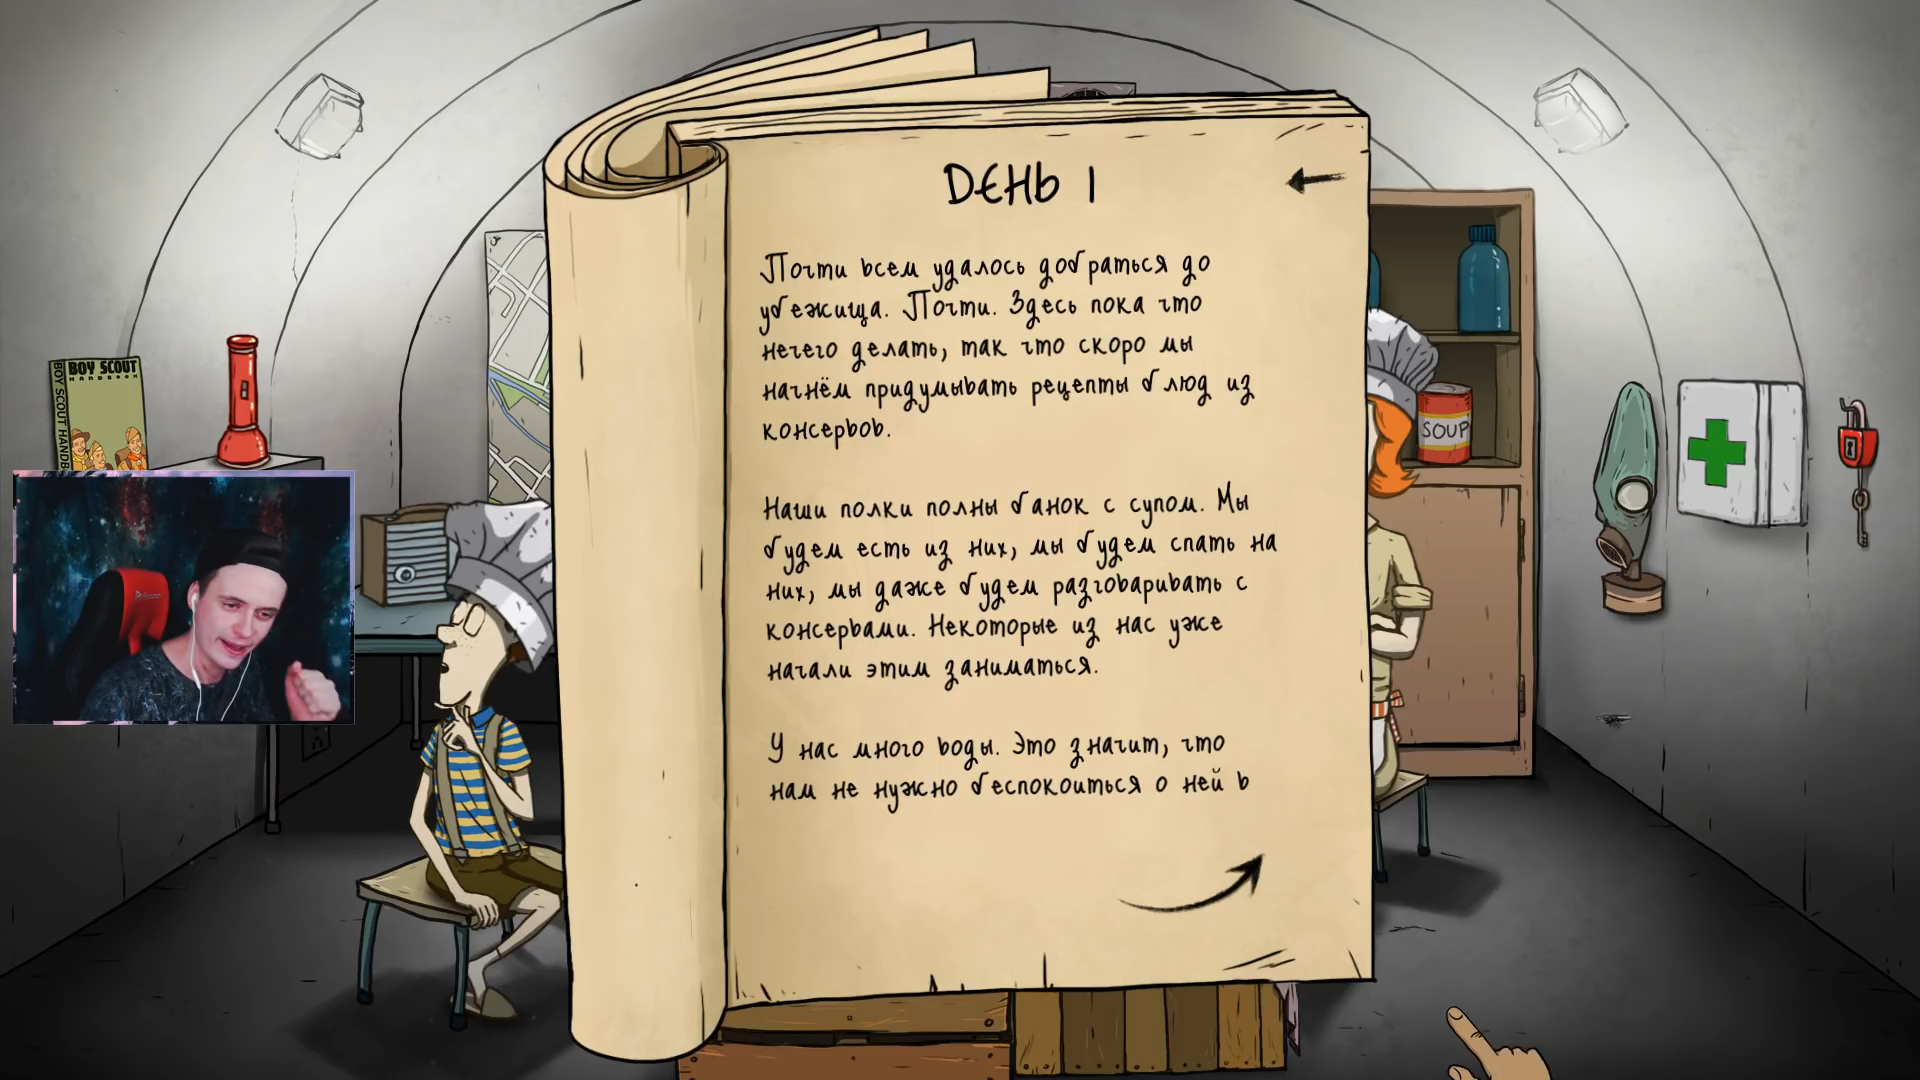 ДЕНЬ 1
Почти всем удалось добраться до
убежища. Почти. Здесь пока что
нечего делать, так что скоро мы
начнём придумывать рецепты блюд из
консервов.
Наши полки полны банок с супом. Мы
будем есть из них, мы будем спать на
них, мы даже будем разговаривать с
консервами. Некоторые из нас уже
начали этим заниматься.
У нас много воды. Это значит, что
нам не нужно беспокоиться о ней в
BOY SCOUT
HANDBOOK
BOY SCOUT HANDB
SOUP